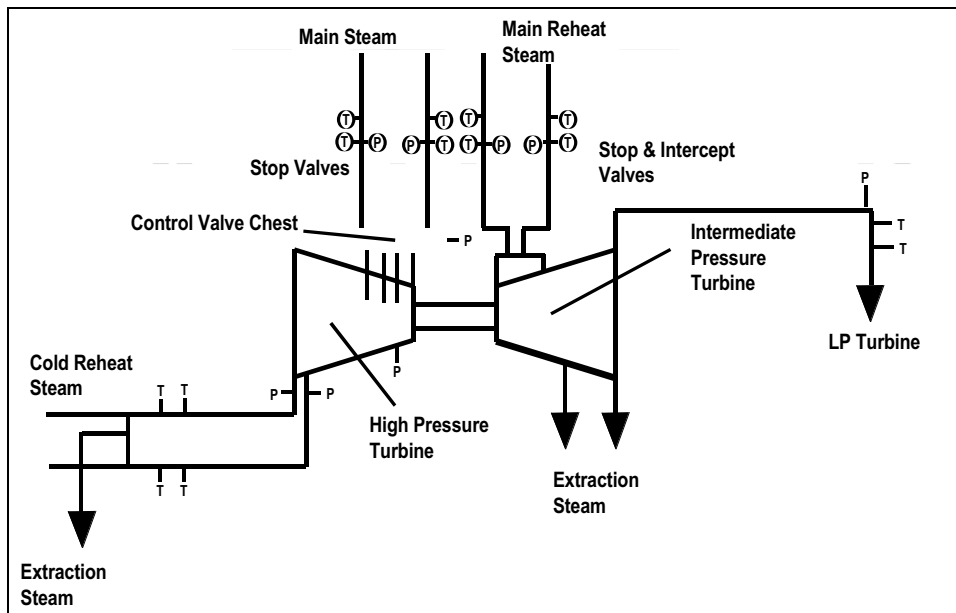 Main Steam
Main Reheat
Steam
T
T
T
T
T
P
P
T
T
P
P
T
Stop Valves
Stop & Intercept
Valves
P
Control Valve Chest
P
T
T
Intermediate
Pressure
Turbine
LP Turbine
Cold Reheat
Steam
T
T
P
P
P
High Pressure
Turbine
T
T
Extraction
Steam
Extraction
Steam